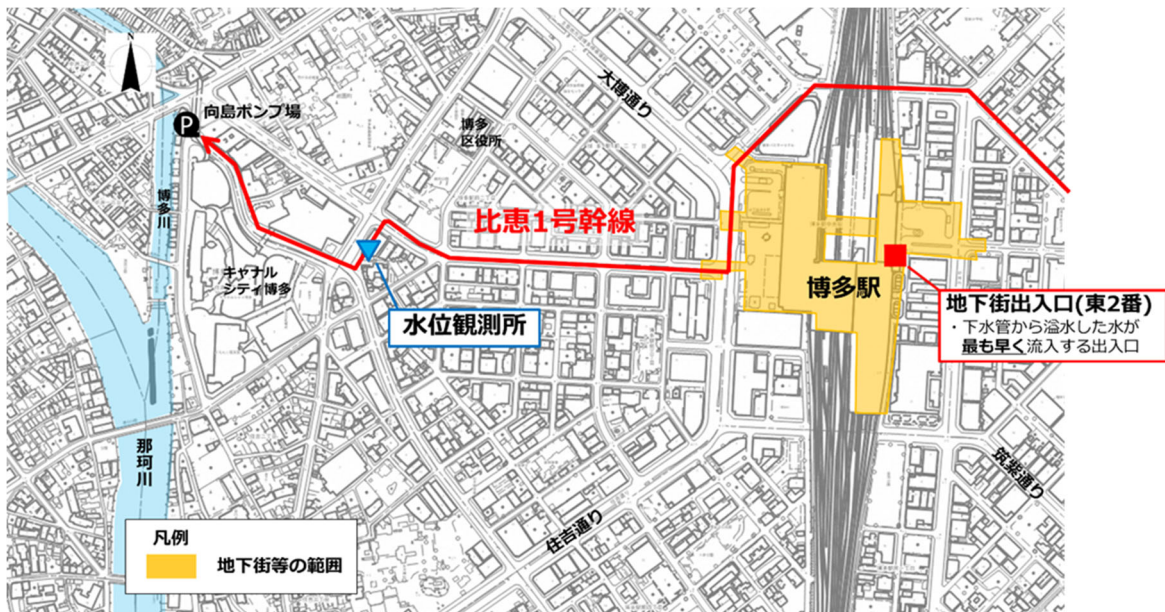 N
大博通り
P
向島ポンプ場
博多
区役所
博多川
比恵1号幹線
キャナル
シティ博多
水位観測所
博多駅
地下街出入口(東2番)
・下水管から溢水した水が
最も早く流入する出入口
那珂川
筑紫通り
住吉通り
凡例
地下街等の範囲